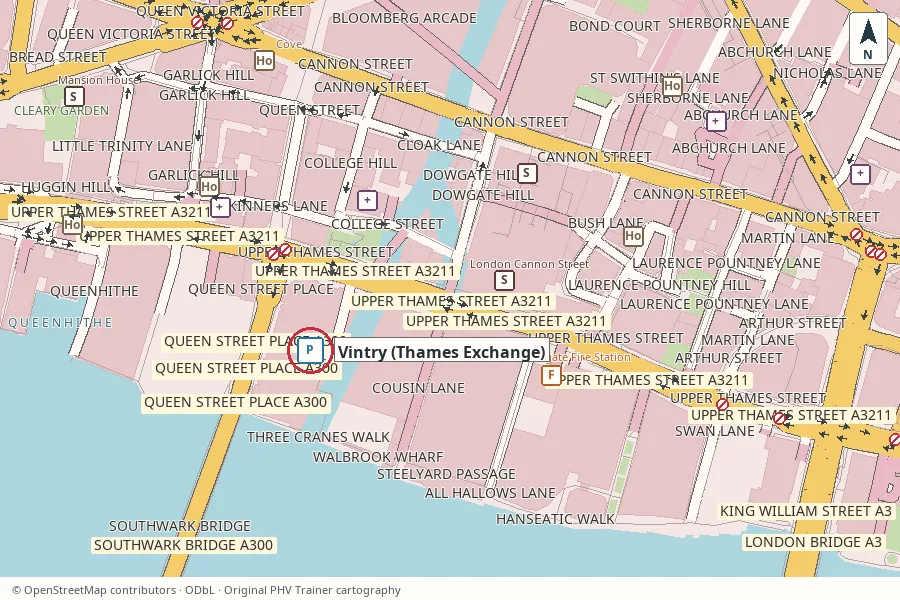 QUEEN VICTORIA STREET
BLOOMBERG ARCADE
BOND COURT
SHERBORNE LANE
QUEEN VICTORIA STREET
Cove
ABCHURCH LANE
N
BREAD STREET
Ho
CANNON STREET
GARLICK HILL
ST SWITHINS LANE
NICHOLAS LANE
Mansion House
Ho
CANNON STREET
S
GARLICK HILL
SHERBORNE LANE
CLEARY GARDEN
QUEEN STREET
ABCHURCH LANE
CANNON STREET
LITTLE TRINITY LANE
CLOAK LANE
ABCHURCH LANE
COLLEGE HILL
CANNON STREET
GARLICK HILL
DOWGATE HILL
S
HUGGIN HILL
Ho
DOWGATE HILL
CANNON STREET
UPPER THAMES STREET A3211
SKINNERS LANE
CANNON STREET
Ho
COLLEGE STREET
BUSH LANE
UPPER THAMES STREET A3211
Ho
MARTIN LANE
UPPER THAMES STREET
UPPER THAMES STREET A3211
London Cannon Street
LAURENCE POUNTNEY LANE
S
QUEENHITHE
QUEEN STREET PLACE
LAURENCE POUNTNEY HILL
UPPER THAMES STREET A3211
LAURENCE POUNTNEY LANE
QUEENHITHE
UPPER THAMES STREET A3211
ARTHUR STREET
QUEEN STREET PLACE A300
UPPER THAMES STREET
MARTIN LANE
P
Vintry (Thames Exchange)
Fire Station
ARTHUR STREET
QUEEN STREET PLACE A300
F
UPPER THAMES STREET A3211
COUSIN LANE
QUEEN STREET PLACE A300
UPPER THAMES STREET
UPPER THAMES STREET A3211
THREE CRANES WALK
SWAN LANE
WALBROOK WHARF
STEELYARD PASSAGE
ALL HALLOWS LANE
KING WILLIAM STREET A3
HANSEATIC WALK
SOUTHWARK BRIDGE
SOUTHWARK BRIDGE A300
LONDON BRIDGE A3
© OpenStreetMap contributors · ODbL · Original PHV Trainer cartography